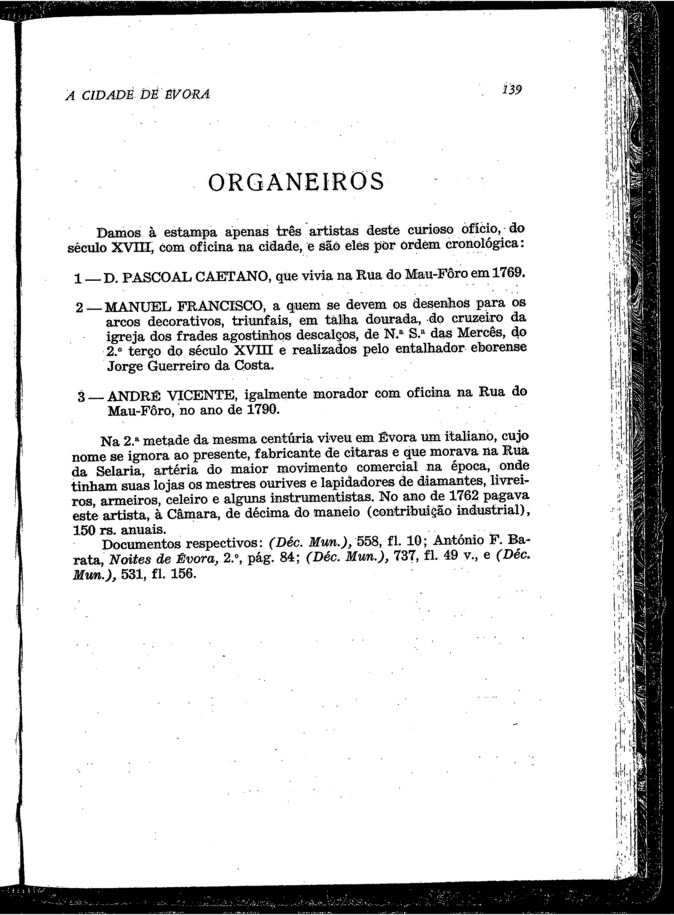 A CIDADE DE ÉVORA
139
ORGANEIROS
Damos à estampa apenas três artistas deste curioso ofício, do
século XVIII, com oficina na cidade, e são eles por ordem cronológica:
1 — D. PASCOAL CAETANO, que vivia na Rua do Mau-Fôro em 1769.
2 — MANUEL FRANCISCO, a quem se devem os desenhos para os
arcos decorativos, triunfais, em talha dourada, do cruzeiro da
igreja dos frades agostinhos descalços, de N.ª S.ª das Mercês, do
2.º terço do século XVIII e realizados pelo entalhador eborense
Jorge Guerreiro da Costa.
3 — ANDRÉ VICENTE, igalmente morador com oficina na Rua do
Mau-Fôro, no ano de 1790.
Na 2.ª metade da mesma centúria viveu em Évora um italiano, cujo
nome se ignora ao presente, fabricante de citaras e que morava na Rua
da Selaria, artéria do maior movimento comercial na época, onde
tinham suas lojas os mestres ourives e lapidadores de diamantes, livrei-
ros, armeiros, celeiro e alguns instrumentistas. No ano de 1762 pagava
este artista, à Câmara, de décima do maneio (contribuição industrial),
150 rs. anuais.
Documentos respectivos: (Déc. Mun.), 558, fl. 10; António F. Ba-
rata, Noites de Évora, 2.º, pág. 84; (Déc. Mun.), 737, fl. 49 v., e (Déc.
Mun.), 531, fl. 156.